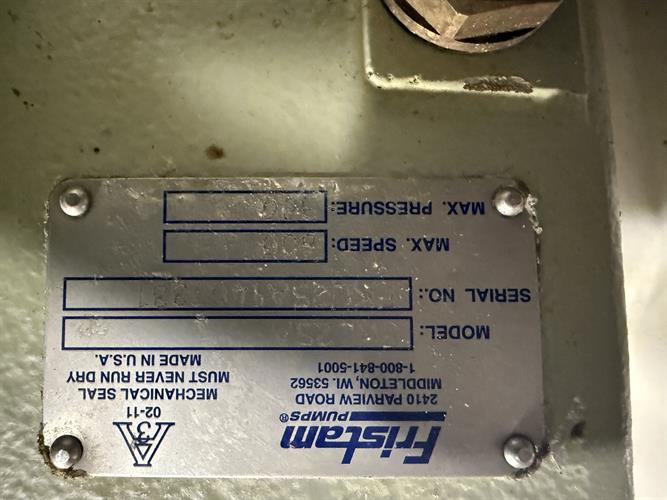 Fristam
PUMPS®
2410 PARVIEW ROAD
MIDDLETON, WI. 53562
1-800-841-5001
3A
02-11
MECHANICAL SEAL
MUST NEVER RUN DRY
MADE IN U.S.A.
MODEL:
SERIAL NO.:
MAX. SPEED:
MAX. PRESSURE: